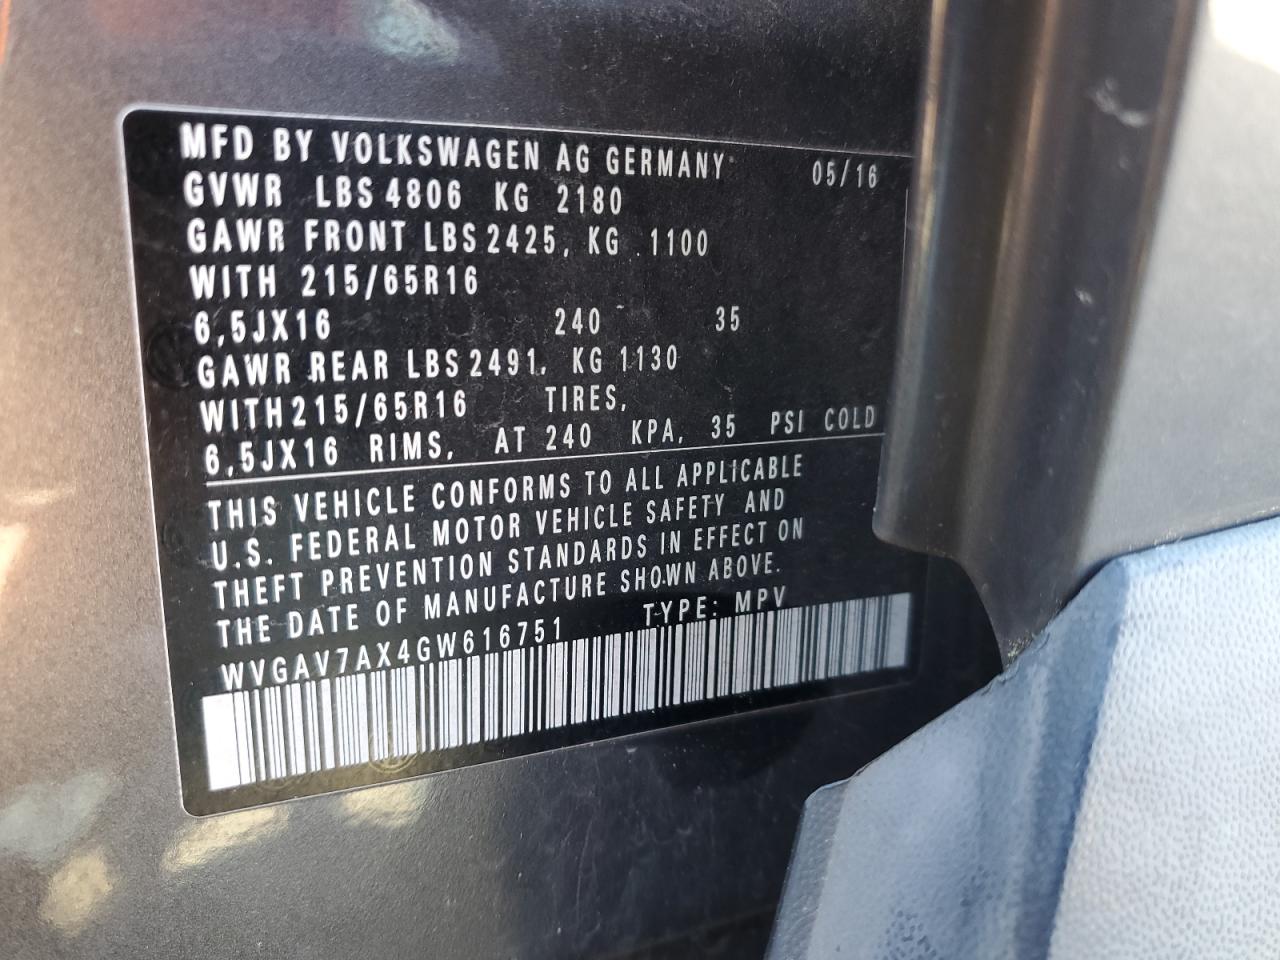 MFD BY VOLKSWAGEN AG GERMANY 05/16
GVWR LBS 4806 KG 2180
GAWR FRONT LBS 2425, KG 1100
WITH 215/65R16
6,5JX16 240 35
GAWR REAR LBS 2491, KG 1130
WITH 215/65R16 TIRES,
6,5JX16 RIMS, AT 240 KPA, 35 PSI COLD
THIS VEHICLE CONFORMS TO ALL APPLICABLE
U.S. FEDERAL MOTOR VEHICLE SAFETY AND
THEFT PREVENTION STANDARDS IN EFFECT ON
THE DATE OF MANUFACTURE SHOWN ABOVE.
WVGAV7AX4GW616751 TYPE: MPV